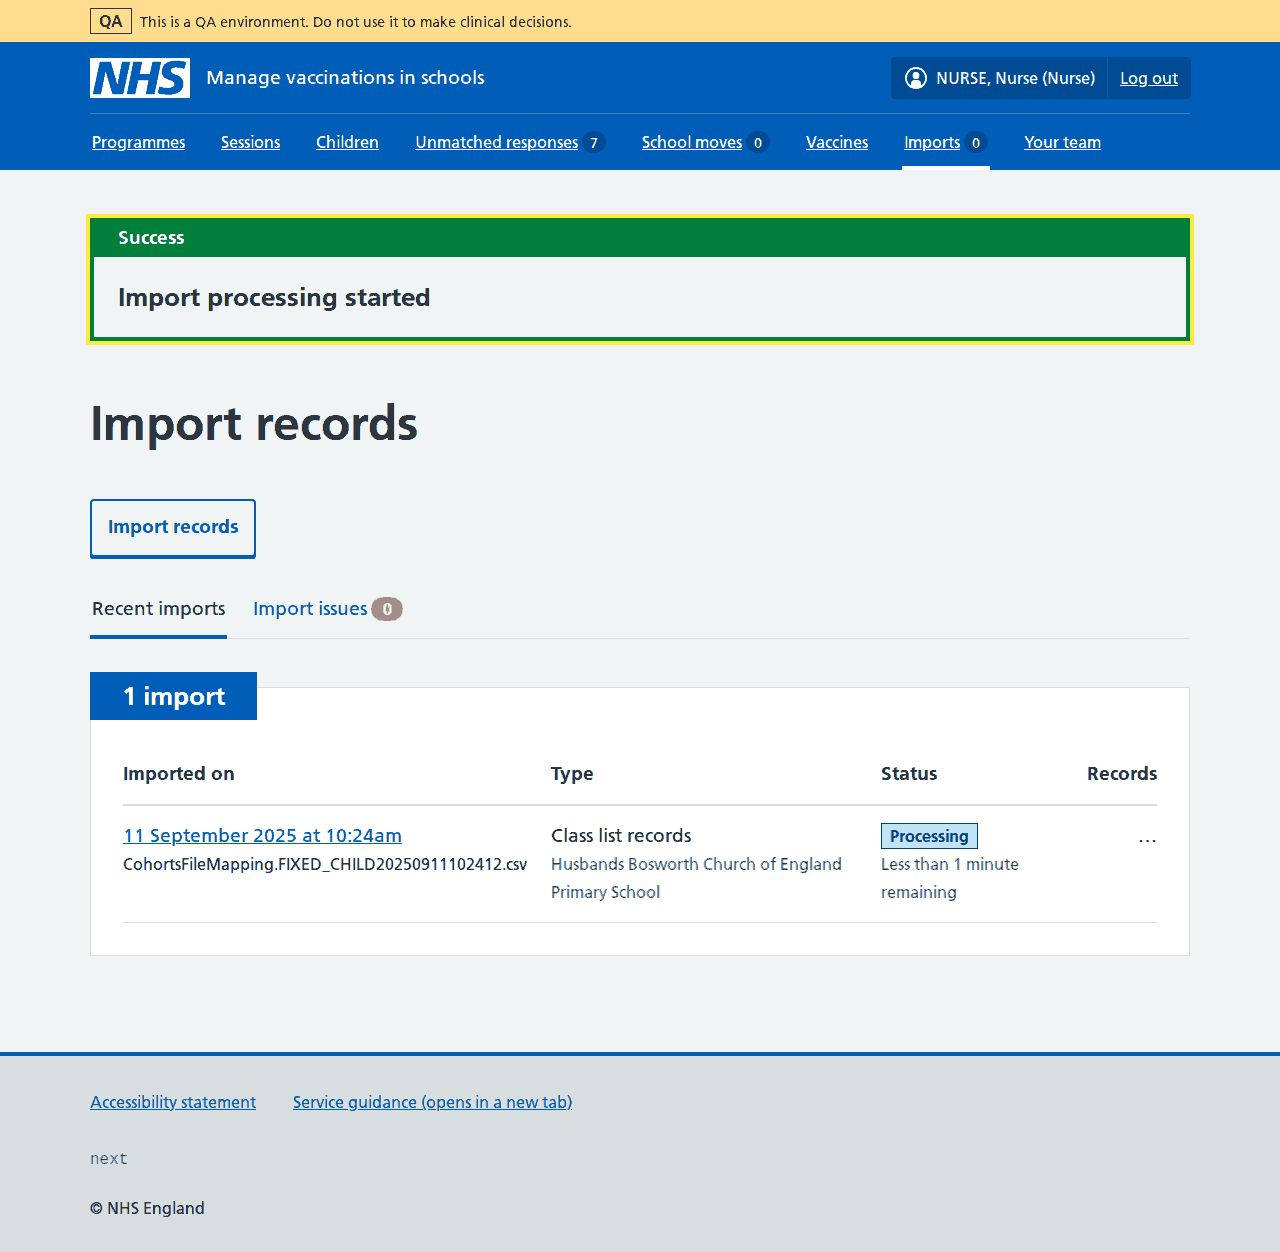 QA This is a QA environment. Do not use it to make clinical decisions.
NHS Manage vaccinations in schools NURSE, Nurse (Nurse) Log out
Programmes Sessions Children Unmatched responses 7 School moves 0 Vaccines Imports 0 Your team
Success
Import processing started
Import records
Import records
Recent imports Import issues 0
1 import
Imported on Type Status Records
11 September 2025 at 10:24am Class list records Processing …
CohortsFileMapping.FIXED_CHILD20250911102412.csv Husbands Bosworth Church of England Less than 1 minute
Primary School remaining
Accessibility statement Service guidance (opens in a new tab)
next
© NHS England